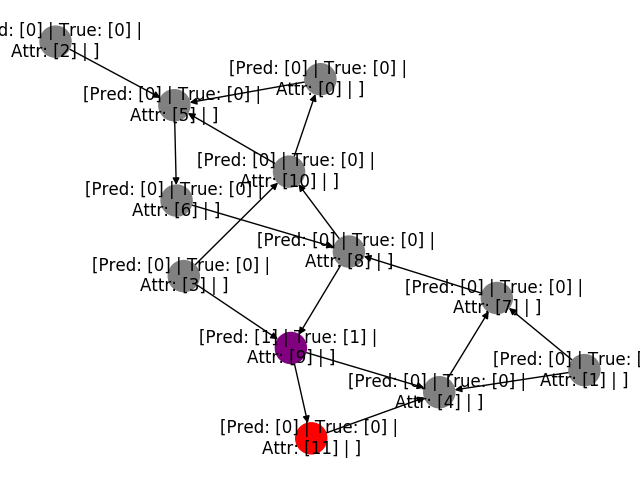 d: [0] | True: [0] |
Attr: [2] | ]
[Pred: [0] | True: [0] |
Attr: [0] | ]
[Pred: [0] | True: [0] |
Attr: [5] | ]
[Pred: [0] | True: [0] |
Attr: [10] | ]
[Pred: [0] | True: [0] |
Attr: [6] | ]
[Pred: [0] | True: [0] |
Attr: [8] | ]
[Pred: [0] | True: [0] |
Attr: [3] | ]
[Pred: [0] | True: [0] |
Attr: [7] | ]
[Pred: [1] | True: [1] |
Attr: [9] | ]
[Pred: [0] | True: [
Attr: [1] | ]
[Pred: [0] | True: [0] |
Attr: [4] | ]
[Pred: [0] | True: [0] |
Attr: [11] | ]